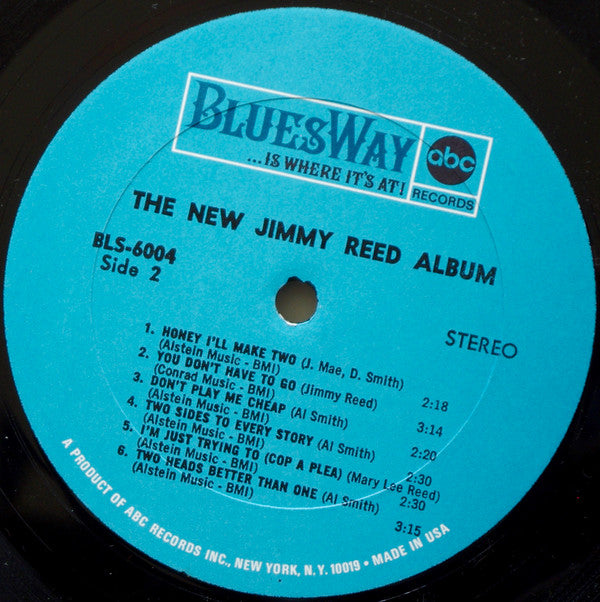 BLUESWAY
...IS WHERE IT'S AT!
abc
RECORDS
THE NEW JIMMY REED ALBUM
BLS-6004
Side 2
STEREO
1. HONEY I'LL MAKE TWO (J. Mae, D. Smith)
(Alstein Music - BMI) 2:18
2. YOU DON'T HAVE TO GO (Jimmy Reed)
(Conrad Music - BMI) 3:14
3. DON'T PLAY ME CHEAP (Al Smith)
(Alstein Music - BMI) 2:20
4. TWO SIDES TO EVERY STORY (Al Smith)
(Alstein Music - BMI) 2:30
5. I'M JUST TRYING TO (COP A PLEA) (Mary Lee Reed)
(Alstein Music - BMI) 2:30
6. TWO HEADS BETTER THAN ONE (Al Smith)
(Alstein Music - BMI) 3:15
A PRODUCT OF ABC RECORDS INC., NEW YORK, N.Y. 10019 • MADE IN USA